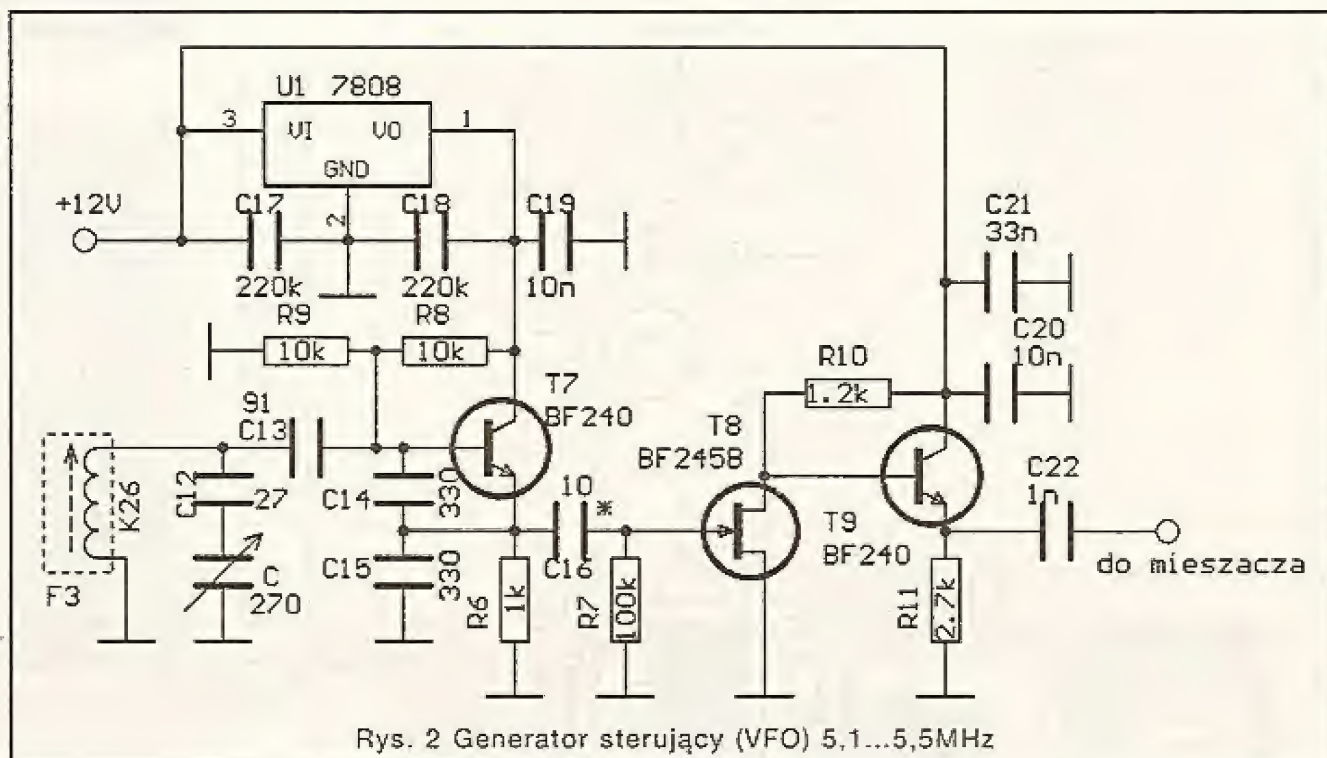 U1 7808
3 VI VO 1
GND
2
+12V
C17
C18
C19
220k
220k
10n
C21
33n
C20
10n
R9
R8
10k
10k
R10
1.2k
T7
BF240
T8
BF245B
91
C13
C12
27
C14
330
10
*
C22
1n
K26
C
270
F3
C15
330
R6
1k
C16
R7
100k
T9
BF240
R11
2.7k
do mieszacza
Rys. 2 Generator sterujący (VFO) 5,1...5,5MHz